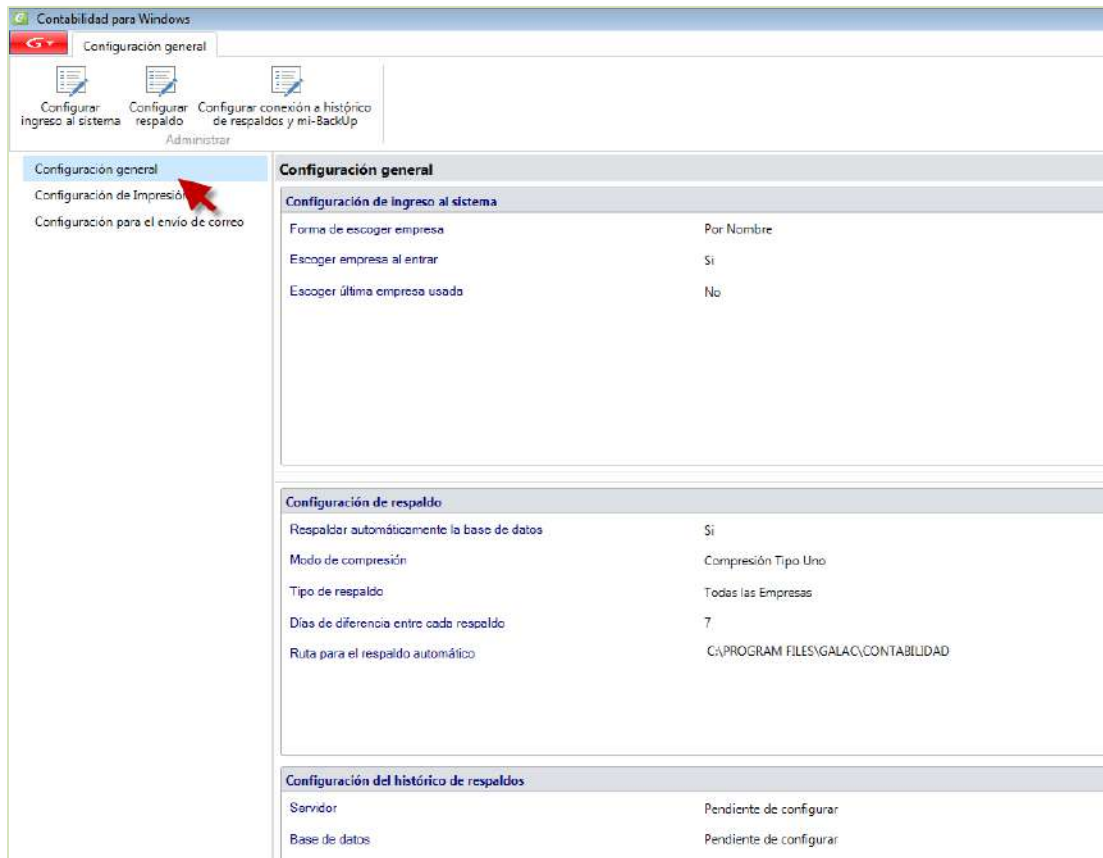 Contabilidad para Windows
G
Configuración general
Configurar ingreso al sistema
Configurar respaldo
Configurar conexión a histórico de respaldos y mi-BackUp
Administrar
Configuración general
Configuración de Impresión
Configuración para el envío de correo
Configuración general
Configuración de ingreso al sistema
Forma de escoger empresa Por Nombre
Escoger empresa al entrar Si
Escoger última empresa usada No
Configuración de respaldo
Respaldar automáticamente la base de datos Si
Modo de compresión Compresión Tipo Uno
Tipo de respaldo Todas las Empresas
Días de diferencia entre cada respaldo 7
Ruta para el respaldo automático C:\PROGRAM FILES\GALAC\CONTABILIDAD
Configuración del histórico de respaldos
Servidor Pendiente de configurar
Base de datos Pendiente de configurar